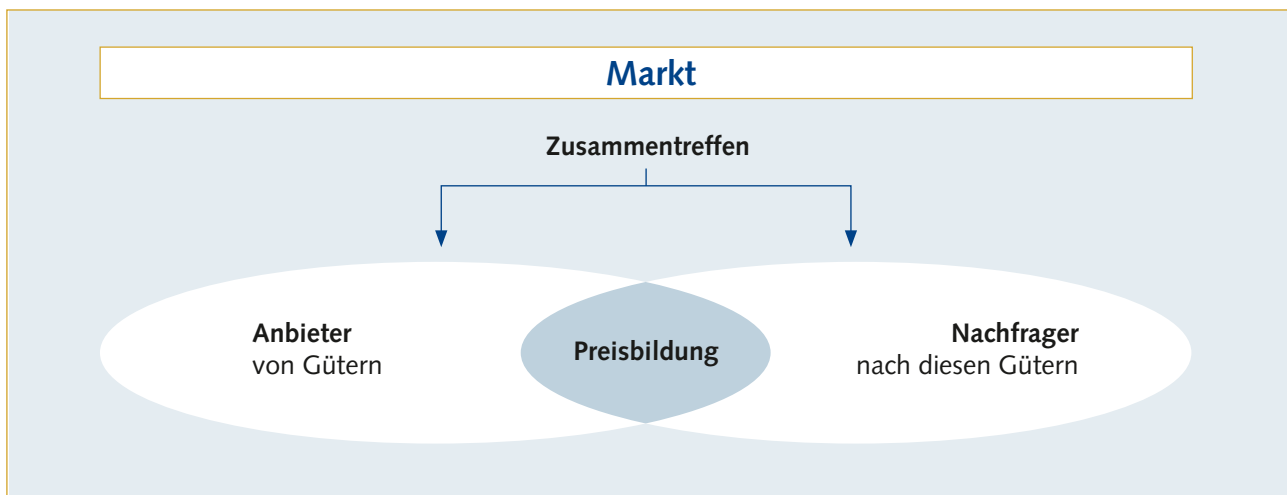 Markt
Zusammentreffen
Anbieter
von Gütern
Preisbildung
Nachfrager
nach diesen Gütern